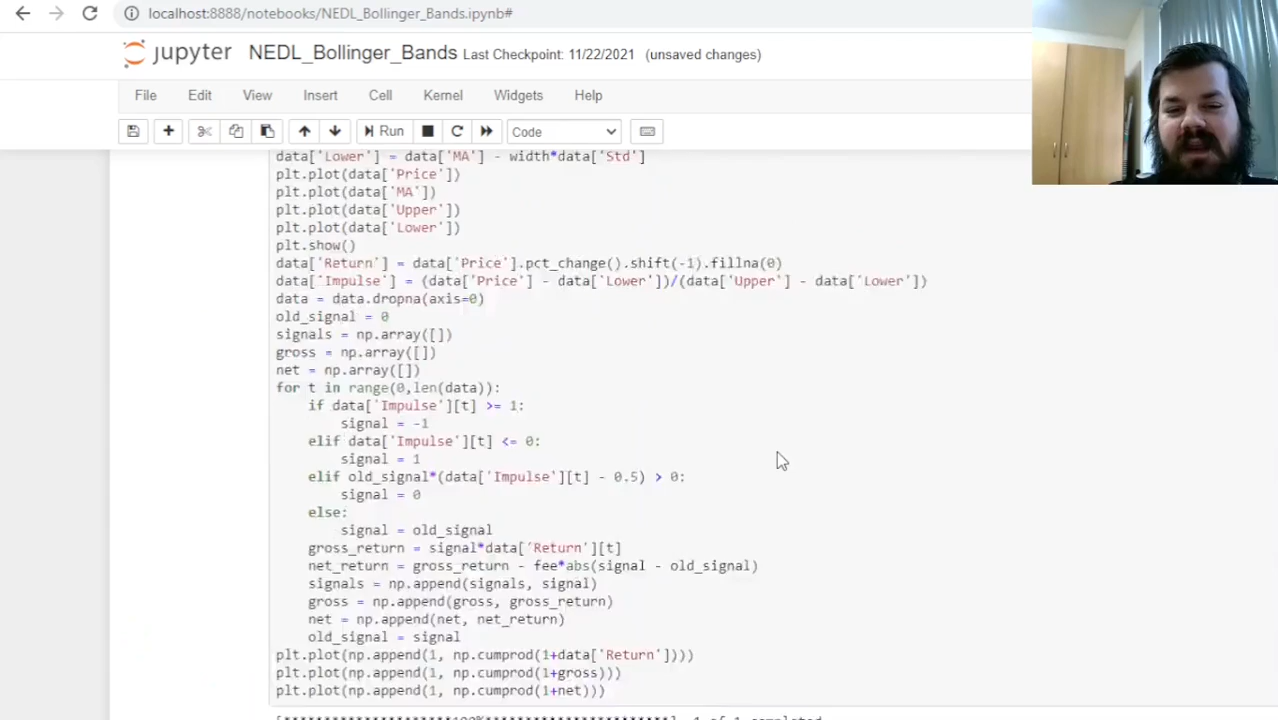 localhost:8888/notebooks/NEDL_Bollinger_Bands.ipynb#
jupyter NEDL_Bollinger_Bands Last Checkpoint: 11/22/2021 (unsaved changes)
File Edit View Insert Cell Kernel Widgets Help
Run Code
data['Lower'] = data['MA'] - width*data['Std']
plt.plot(data['Price'])
plt.plot(data['MA'])
plt.plot(data['Upper'])
plt.plot(data['Lower'])
plt.show()
data['Return'] = data['Price'].pct_change().shift(-1).fillna(0)
data['Impulse'] = (data['Price'] - data['Lower'])/(data['Upper'] - data['Lower'])
data = data.dropna(axis=0)
old_signal = 0
signals = np.array([])
gross = np.array([])
net = np.array([])
for t in range(0,len(data)):
    if data['Impulse'][t] >= 1:
        signal = -1
    elif data['Impulse'][t] <= 0:
        signal = 1
    elif old_signal*(data['Impulse'][t] - 0.5) > 0:
        signal = 0
    else:
        signal = old_signal
    gross_return = signal*data['Return'][t]
    net_return = gross_return - fee*abs(signal - old_signal)
    signals = np.append(signals, signal)
    gross = np.append(gross, gross_return)
    net = np.append(net, net_return)
    old_signal = signal
plt.plot(np.append(1, np.cumprod(1+data['Return'])))
plt.plot(np.append(1, np.cumprod(1+gross)))
plt.plot(np.append(1, np.cumprod(1+net)))
1 of 1 completed